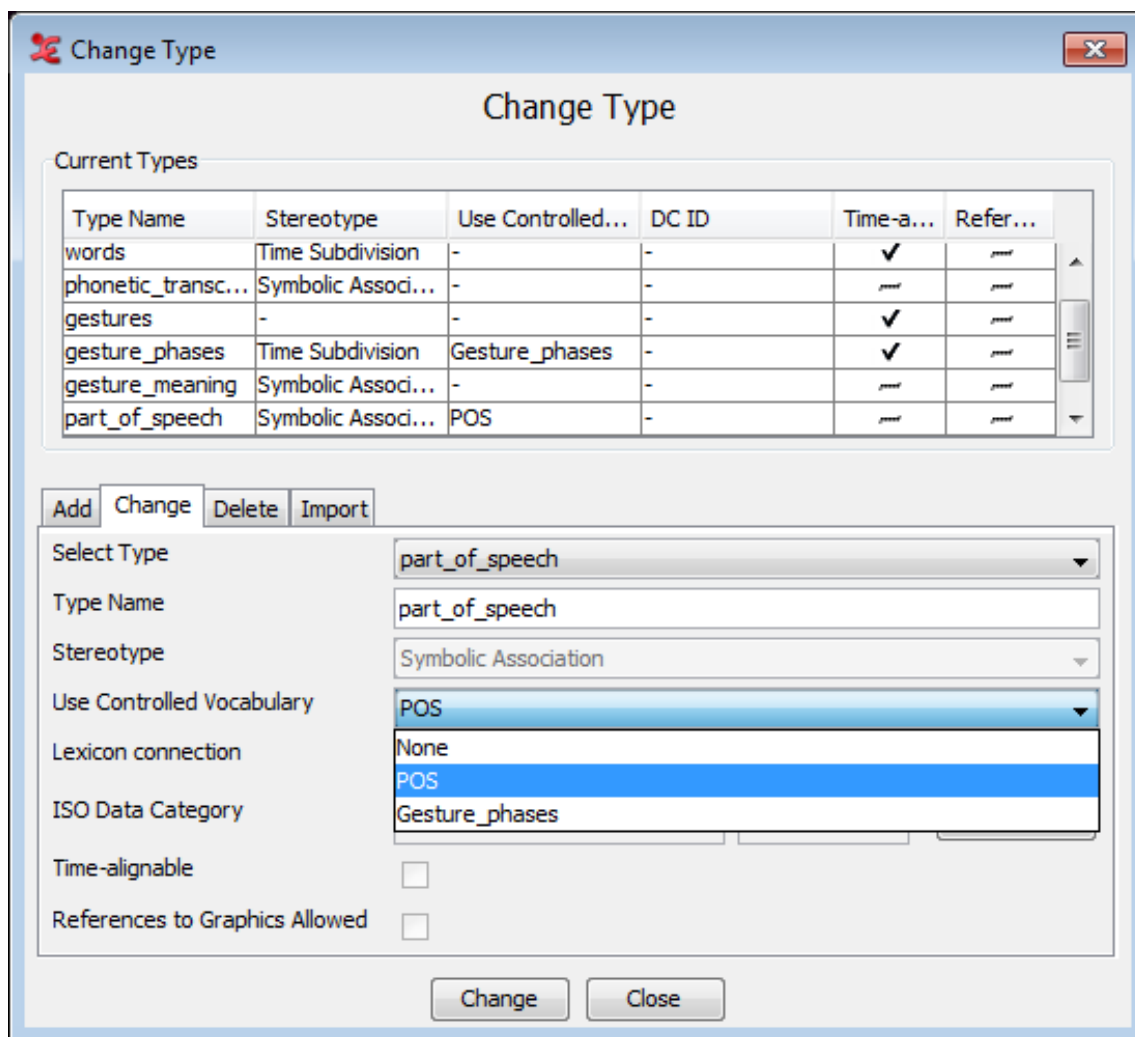 Change Type
Change Type
Current Types
Type Name Stereotype Use Controlled... DC ID Time-a... Refer...
words Time Subdivision - -
phonetic_transc... Symbolic Associ... - -
gestures - - -
gesture_phases Time Subdivision Gesture_phases -
gesture_meaning Symbolic Associ... - -
part_of_speech Symbolic Associ... POS -
Add Change Delete Import
Select Type part_of_speech
Type Name part_of_speech
Stereotype Symbolic Association
Use Controlled Vocabulary POS
None
Lexicon connection
POS
ISO Data Category Gesture_phases
Time-alignable
References to Graphics Allowed
Change Close